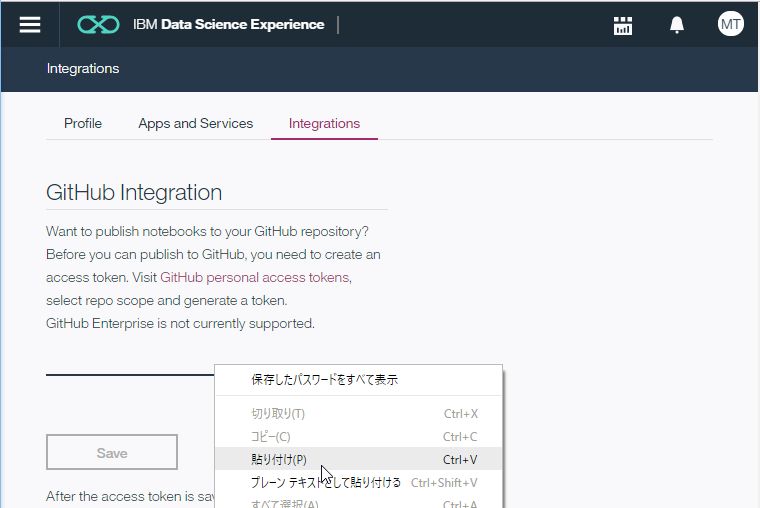 IBM Data Science Experience
MT
Integrations
Profile Apps and Services Integrations
GitHub Integration
Want to publish notebooks to your GitHub repository?
Before you can publish to GitHub, you need to create an
access token. Visit GitHub personal access tokens,
select repo scope and generate a token.
GitHub Enterprise is not currently supported.
保存したパスワードをすべて表示
切り取り(T) Ctrl+X
コピー(C) Ctrl+C
貼り付け(P) Ctrl+V
プレーン テキストとして貼り付ける Ctrl+Shift+V
すべて選択(A) Ctrl+A
Save
After the access token is sav